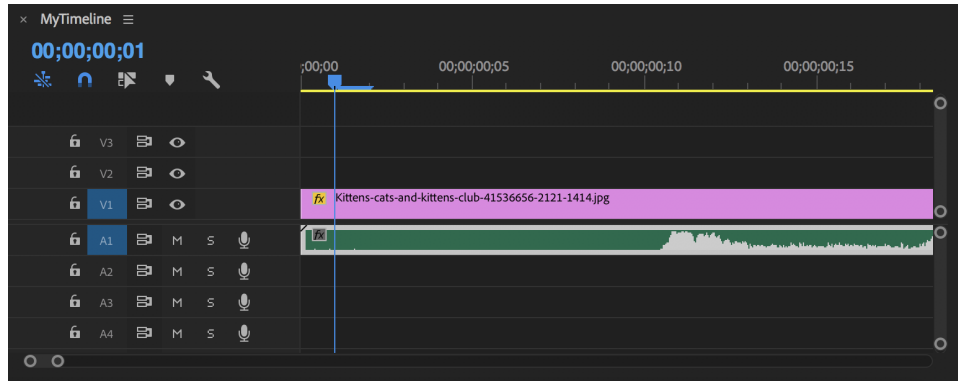 × MyTimeline ≡
00;00;00;01
;00;00 00;00;00;05 00;00;00;10 00;00;00;15
V3
V2
V1 fx Kittens-cats-and-kittens-club-41536656-2121-1414.jpg
A1 M S fx
A2 M S
A3 M S
A4 M S